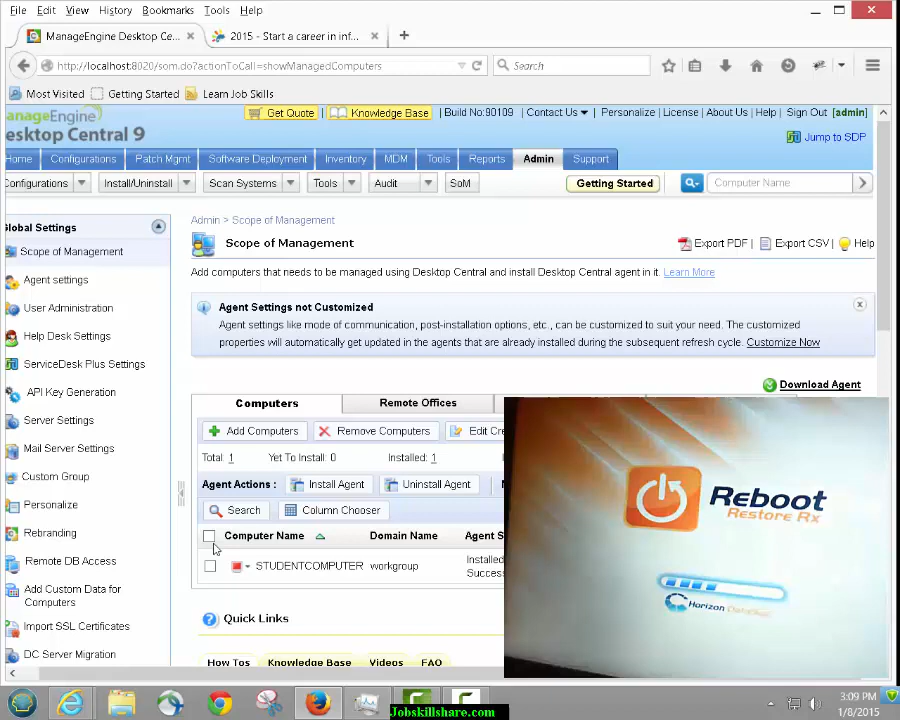 File Edit View History Bookmarks Tools Help
ManageEngine Desktop Ce...
2015 - Start a career in inf...
http://localhost:8020/som.do?actionToCall=showManagedComputers
Search
Most Visited Getting Started Learn Job Skills
anageEngine
esktop Central 9
Get Quote Knowledge Base Build No:90109 Contact Us Personalize License About Us Help Sign Out [admin]
Jump to SDP
Home Configurations Patch Mgmt Software Deployment Inventory MDM Tools Reports Admin Support
Configurations Install/Uninstall Scan Systems Tools Audit SoM Getting Started Computer Name
Global Settings
Scope of Management
Agent settings
User Administration
Help Desk Settings
ServiceDesk Plus Settings
API Key Generation
Server Settings
Mail Server Settings
Custom Group
Personalize
Rebranding
Remote DB Access
Add Custom Data for
Computers
Import SSL Certificates
DC Server Migration
Admin > Scope of Management
Scope of Management
Export PDF | Export CSV | Help
Add computers that needs to be managed using Desktop Central and install Desktop Central agent in it. Learn More
Agent Settings not Customized
Agent settings like mode of communication, post-installation options, etc., can be customized to suit your need. The customized
properties will automatically get updated in the agents that are already installed during the subsequent refresh cycle. Customize Now
Download Agent
Computers Remote Offices
Add Computers Remove Computers Edit Cre
Total 1 Yet To Install: 0 Installed: 1
Agent Actions : Install Agent Uninstall Agent
Search Column Chooser
Computer Name Domain Name Agent S
STUDENTCOMPUTER workgroup Installed
Succes
Quick Links
How Tos Knowledge Base Videos FAQ
Reboot
Restore Rx
Horizon DataSys
Jobskillshare.com
3:09 PM
1/8/2015